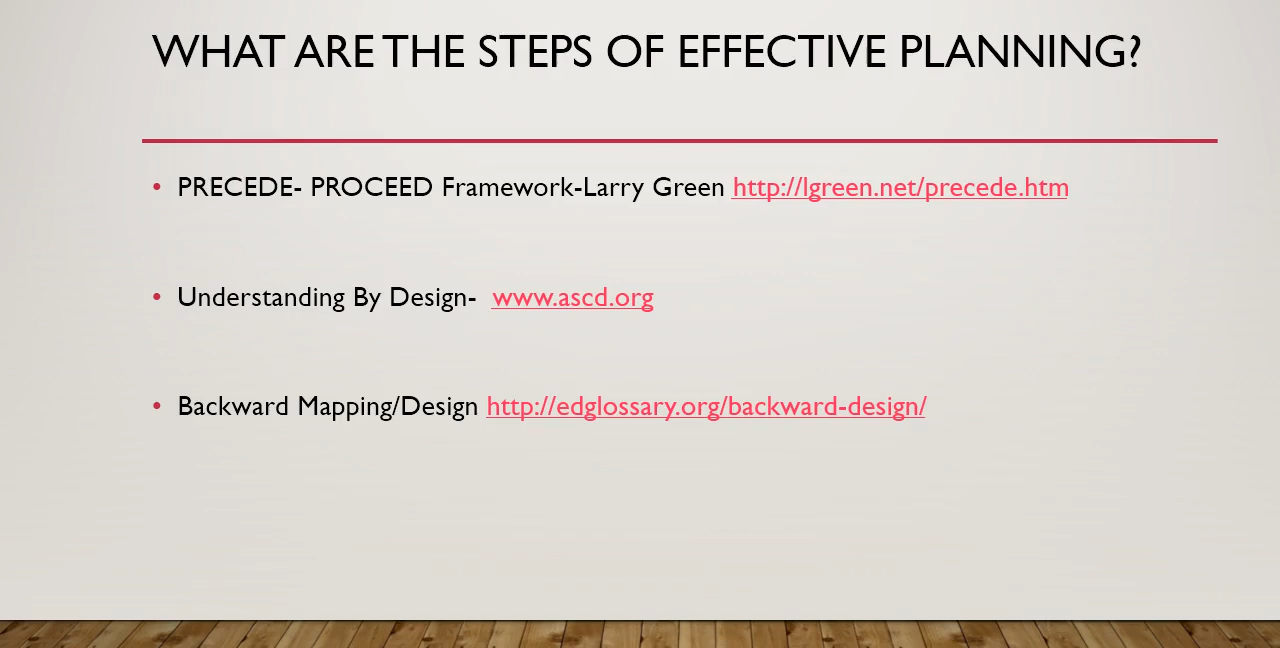 WHAT ARE THE STEPS OF EFFECTIVE PLANNING?
• PRECEDE- PROCEED Framework-Larry Green http://lgreen.net/precede.htm
• Understanding By Design- www.ascd.org
• Backward Mapping/Design http://edglossary.org/backward-design/